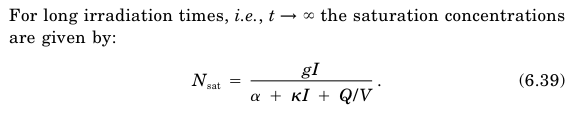 For long irradiation times, i.e., t → ∞ the saturation concentrations
are given by:
N_sat = gI / (α + κI + Q/V) . (6.39)